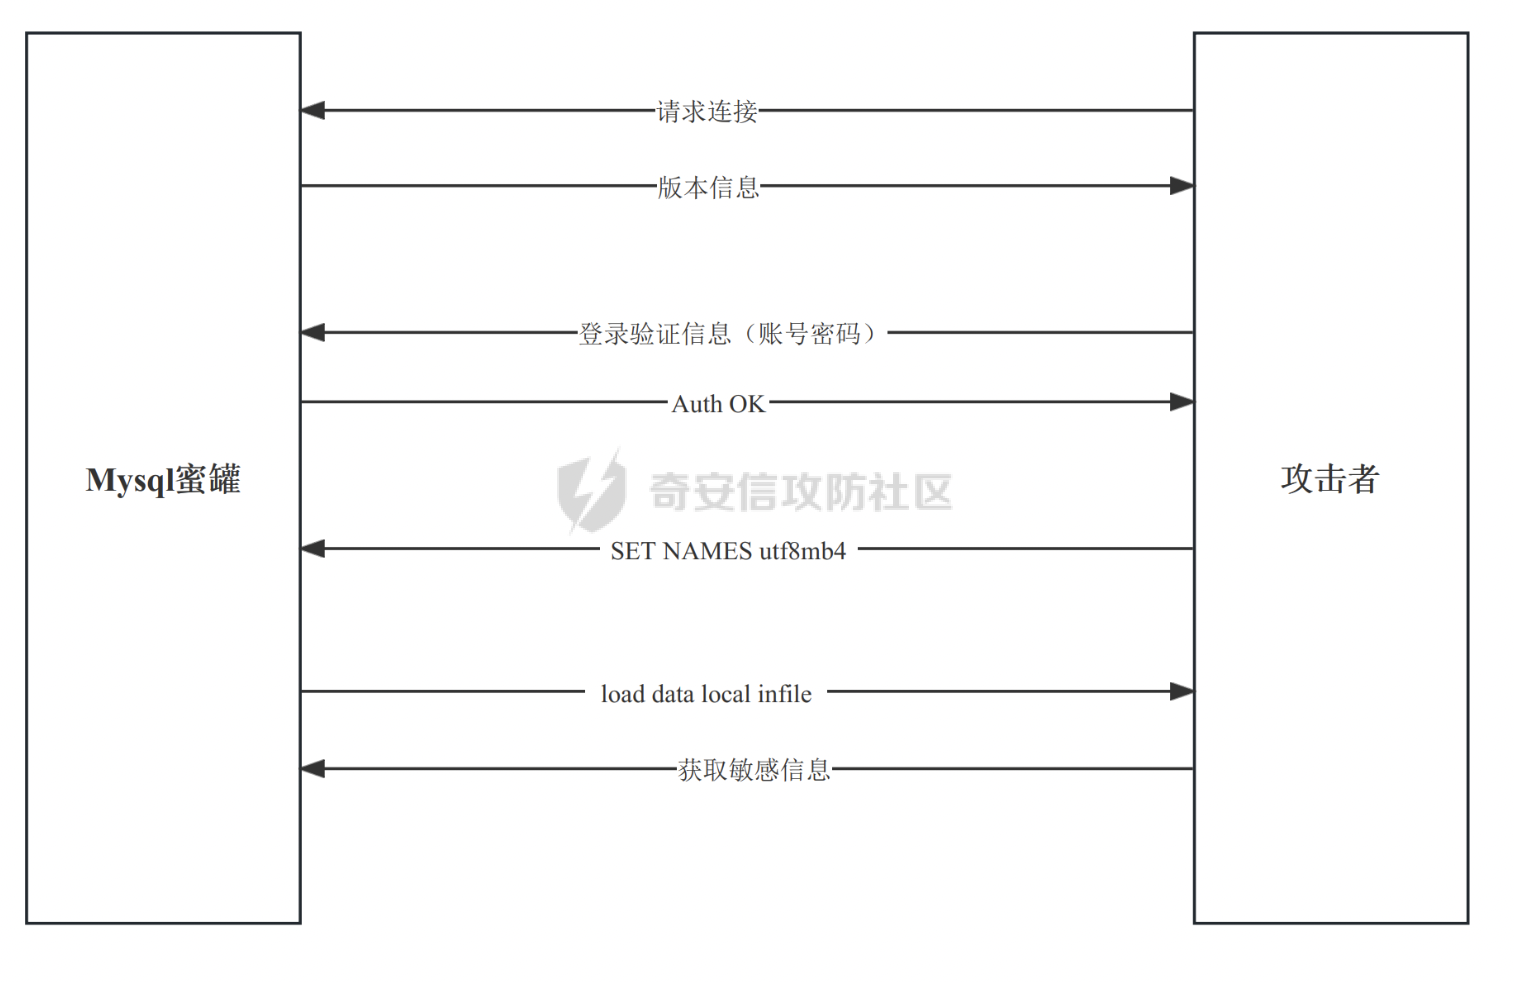 请求连接
版本信息
登录验证信息（账号密码）
Auth OK
Mysql蜜罐
奇安信攻防社区
攻击者
SET NAMES utf8mb4
load data local infile
获取敏感信息